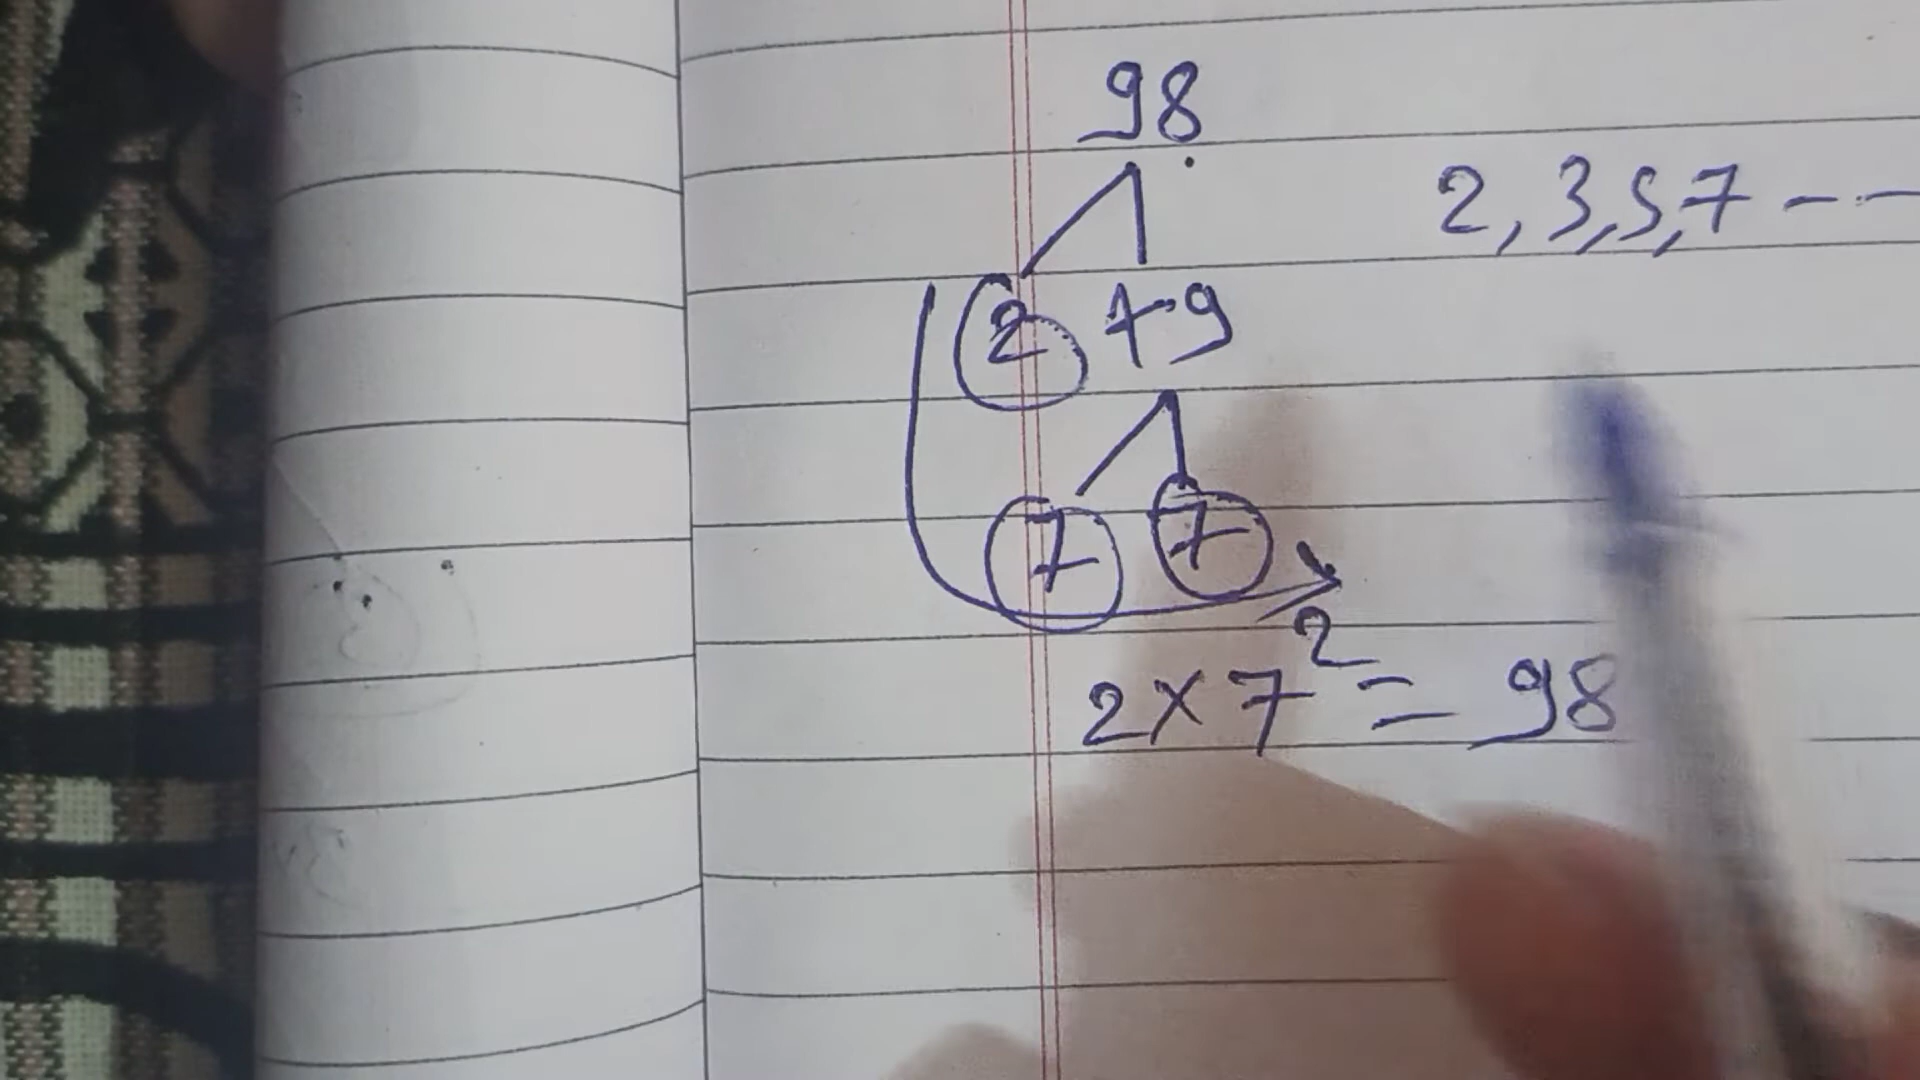 98
2, 3, 5, 7 - -
2 49
7 7
2 × 7² = 98